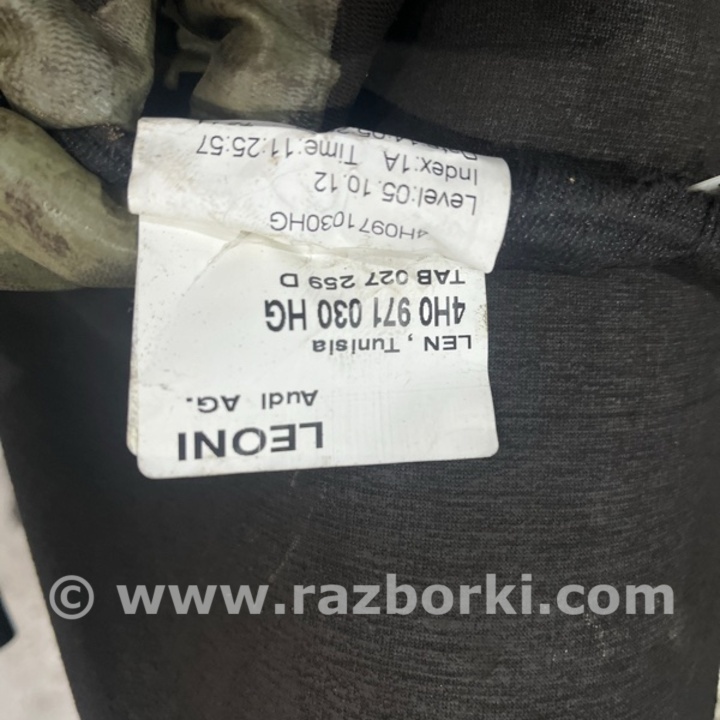 LEONI
Audi AG.
LEN , Tunisia
4H0 971 030 HG
TAB 027 259 D
4H0971030HG
Level:05.10.12
Index:1A Time:11:25:57
© www.razborki.com